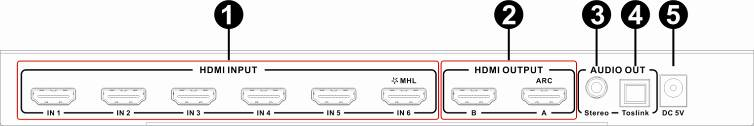 1 2 3 4 5
HDMI INPUT HDMI OUTPUT AUDIO OUT
MHL ARC
IN 1 IN 2 IN 3 IN 4 IN 5 IN 6 B A Stereo Toslink DC 5V